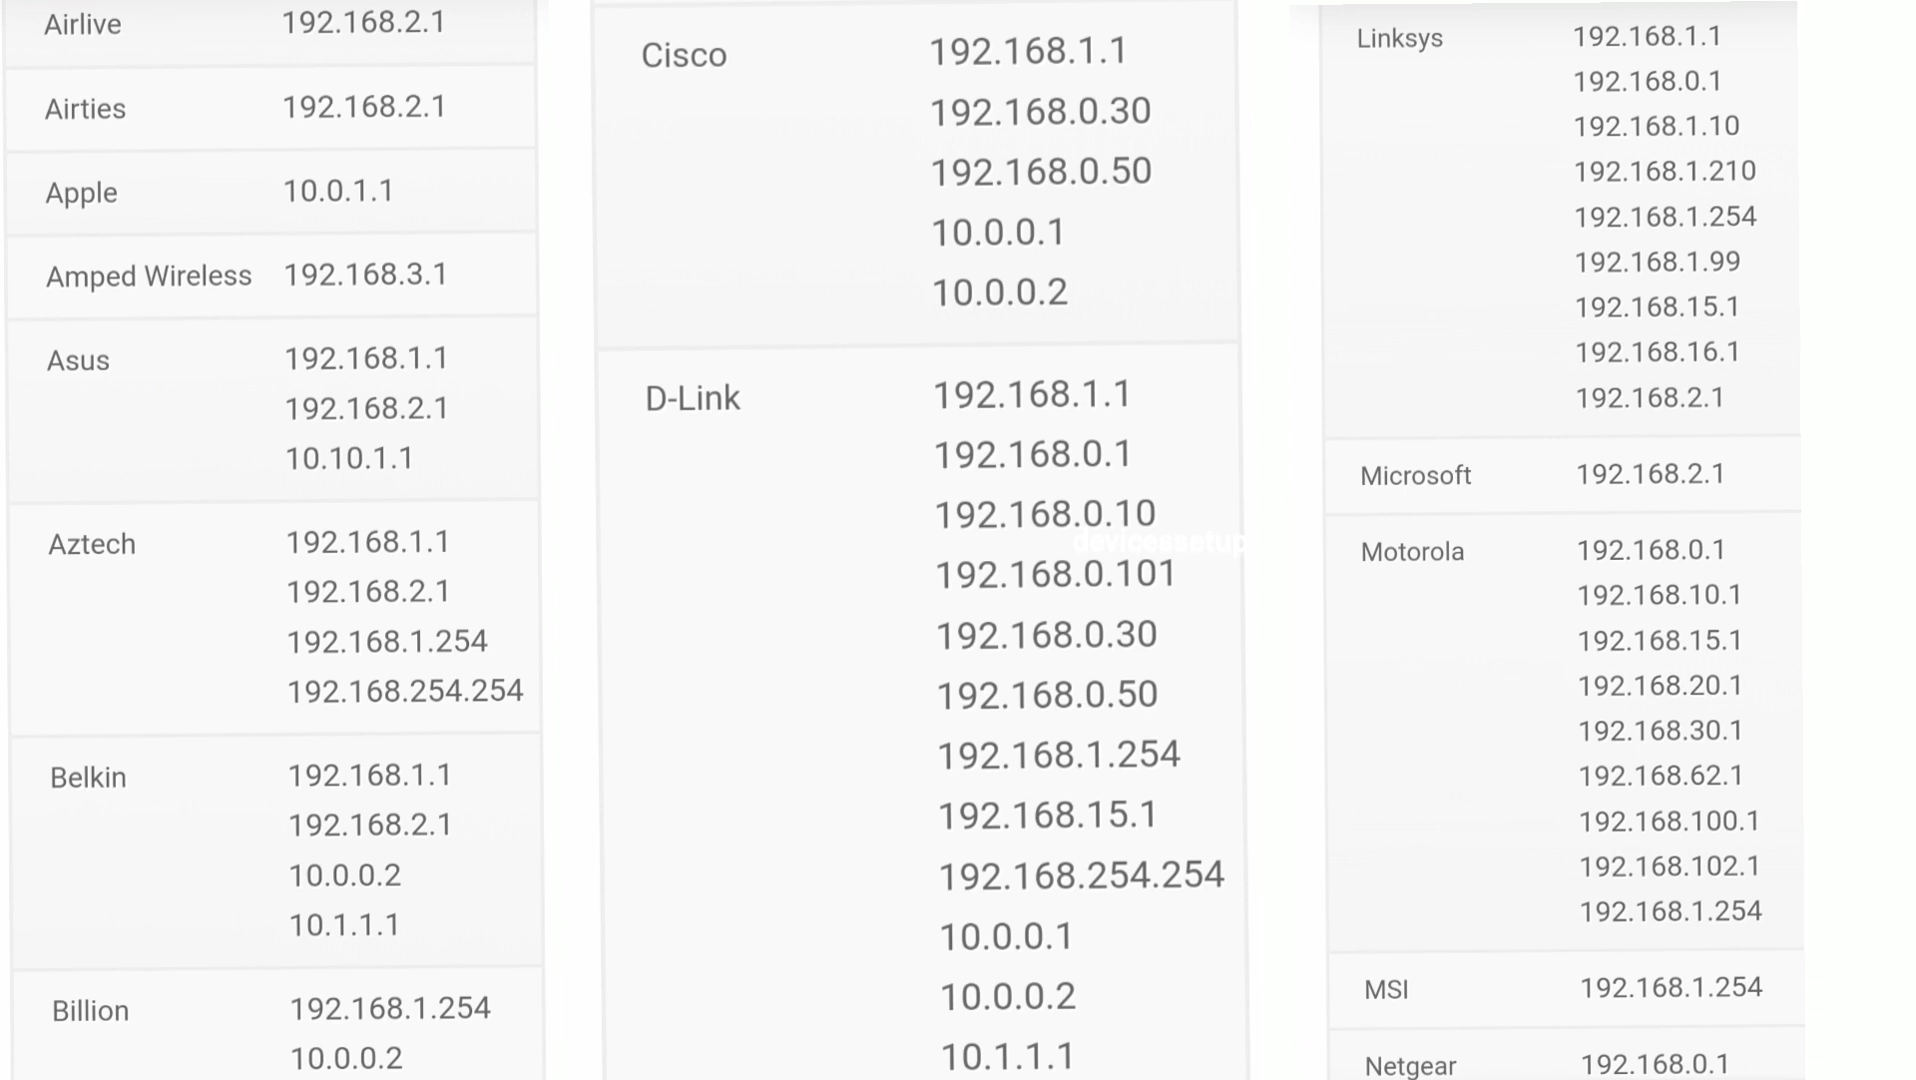 Airlive 192.168.2.1
Airties 192.168.2.1
Apple 10.0.1.1
Amped Wireless 192.168.3.1
Asus 192.168.1.1
192.168.2.1
10.10.1.1
Aztech 192.168.1.1
192.168.2.1
192.168.1.254
192.168.254.254
Belkin 192.168.1.1
192.168.2.1
10.0.0.2
10.1.1.1
Billion 192.168.1.254
10.0.0.2
Cisco 192.168.1.1
192.168.0.30
192.168.0.50
10.0.0.1
10.0.0.2
D-Link 192.168.1.1
192.168.0.1
192.168.0.10
devicessetup
192.168.0.101
192.168.0.30
192.168.0.50
192.168.1.254
192.168.15.1
192.168.254.254
10.0.0.1
10.0.0.2
10.1.1.1
Linksys 192.168.1.1
192.168.0.1
192.168.1.10
192.168.1.210
192.168.1.254
192.168.1.99
192.168.15.1
192.168.16.1
192.168.2.1
Microsoft 192.168.2.1
Motorola 192.168.0.1
192.168.10.1
192.168.15.1
192.168.20.1
192.168.30.1
192.168.62.1
192.168.100.1
192.168.102.1
192.168.1.254
MSI 192.168.1.254
Netgear 192.168.0.1